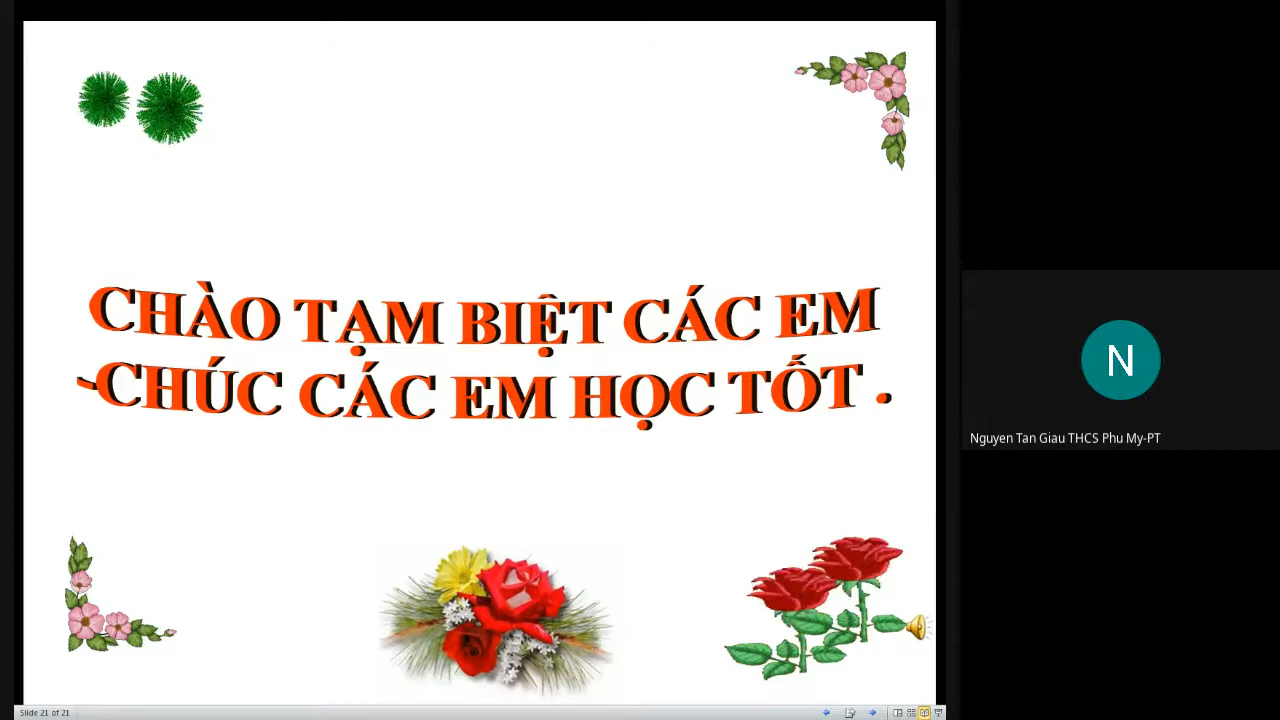 CHÀO TẠM BIỆT CÁC EM
-CHÚC CÁC EM HỌC TỐT .
N
Nguyen Tan Giau THCS Phu My-PT
Slide 21 of 21